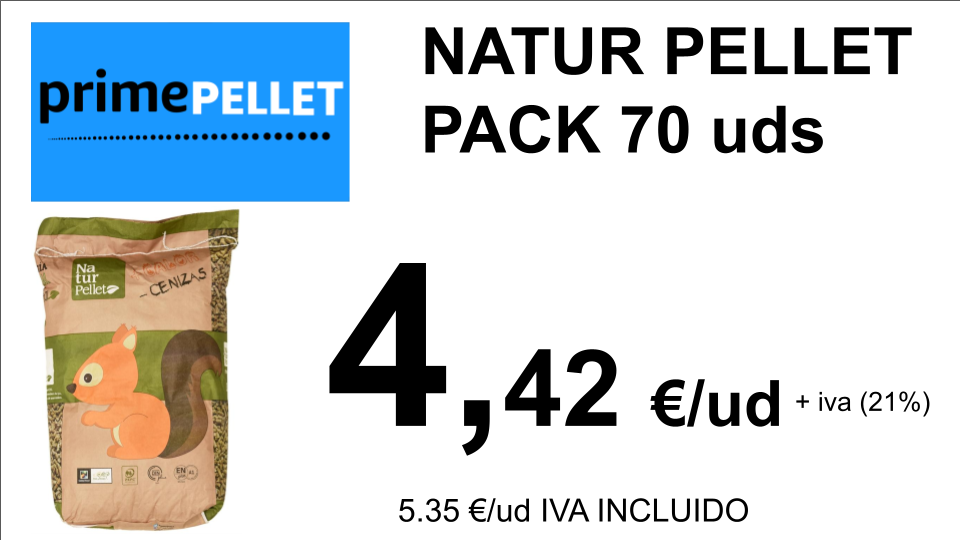 primePELLET
NATUR PELLET
PACK 70 uds
Na
tur
Pellet
- CENIZAS
4,42 €/ud + iva (21%)
5.35 €/ud IVA INCLUIDO